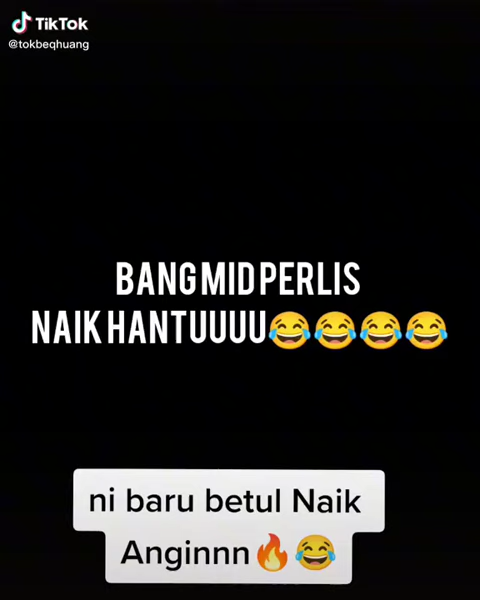 TikTok
@tokbeqhuang
BANG MID PERLIS
NAIK HANTUUUU😂😂😂😂
ni baru betul Naik
Anginnn🔥😂